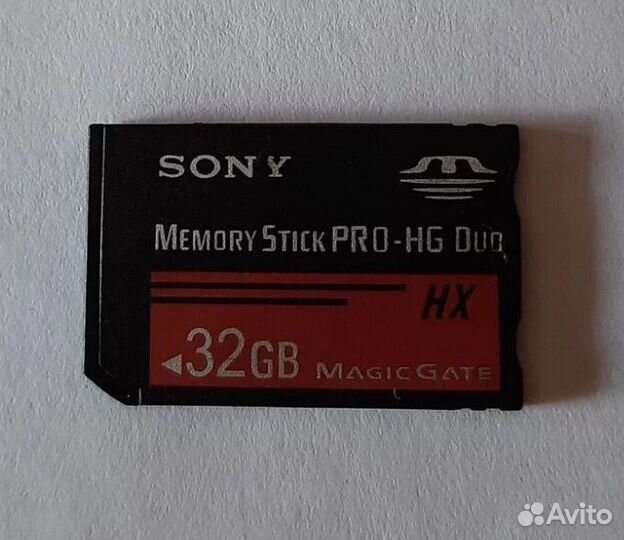 SONY
MEMORY STICK PRO-HG DUO
HX
◄32GB MAGICGATE
Avito